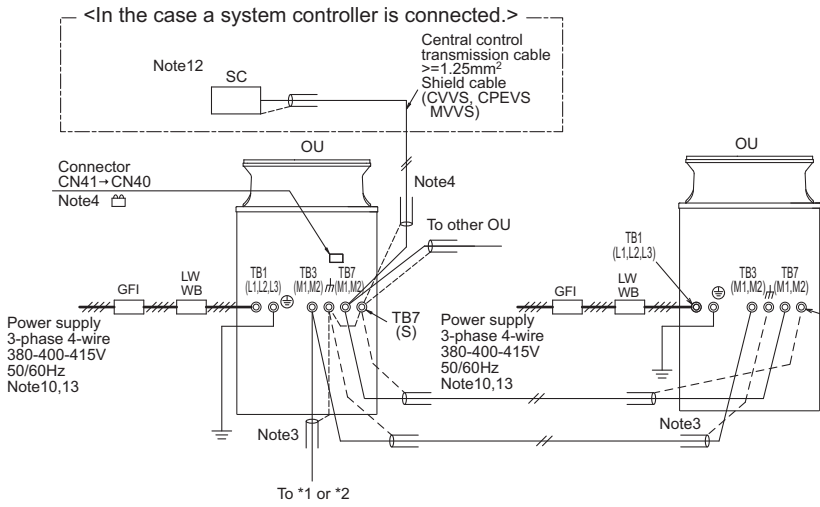 <In the case a system controller is connected.>
Note12
SC
Central control
transmission cable
>=1.25mm²
Shield cable
(CVVS, CPEVS
MVVS)
OU
OU
Connector
CN41→CN40
Note4
Note4
To other OU
TB1
(L1,L2,L3)
TB3
(M1,M2)
TB7
(M1,M2)
GFI
LW
WB
TB7
(S)
Power supply
3-phase 4-wire
380-400-415V
50/60Hz
Note10,13
TB1
(L1,L2,L3)
TB3
(M1,M2)
TB7
(M1,M2)
GFI
LW
WB
Power supply
3-phase 4-wire
380-400-415V
50/60Hz
Note10,13
Note3
Note3
To *1 or *2